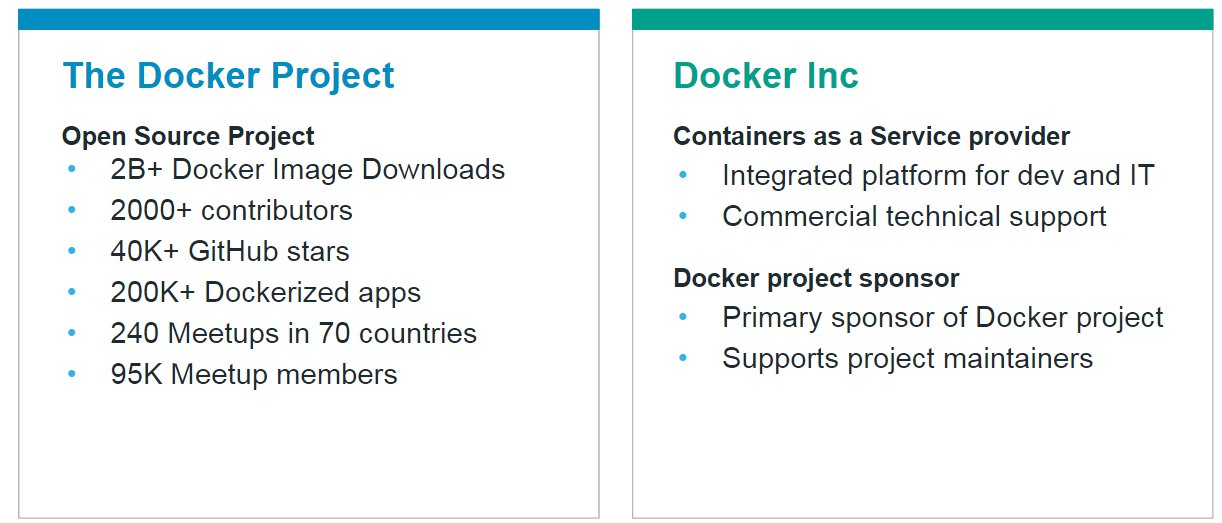 The Docker Project
Open Source Project
• 2B+ Docker Image Downloads
• 2000+ contributors
• 40K+ GitHub stars
• 200K+ Dockerized apps
• 240 Meetups in 70 countries
• 95K Meetup members
Docker Inc
Containers as a Service provider
• Integrated platform for dev and IT
• Commercial technical support
Docker project sponsor
• Primary sponsor of Docker project
• Supports project maintainers